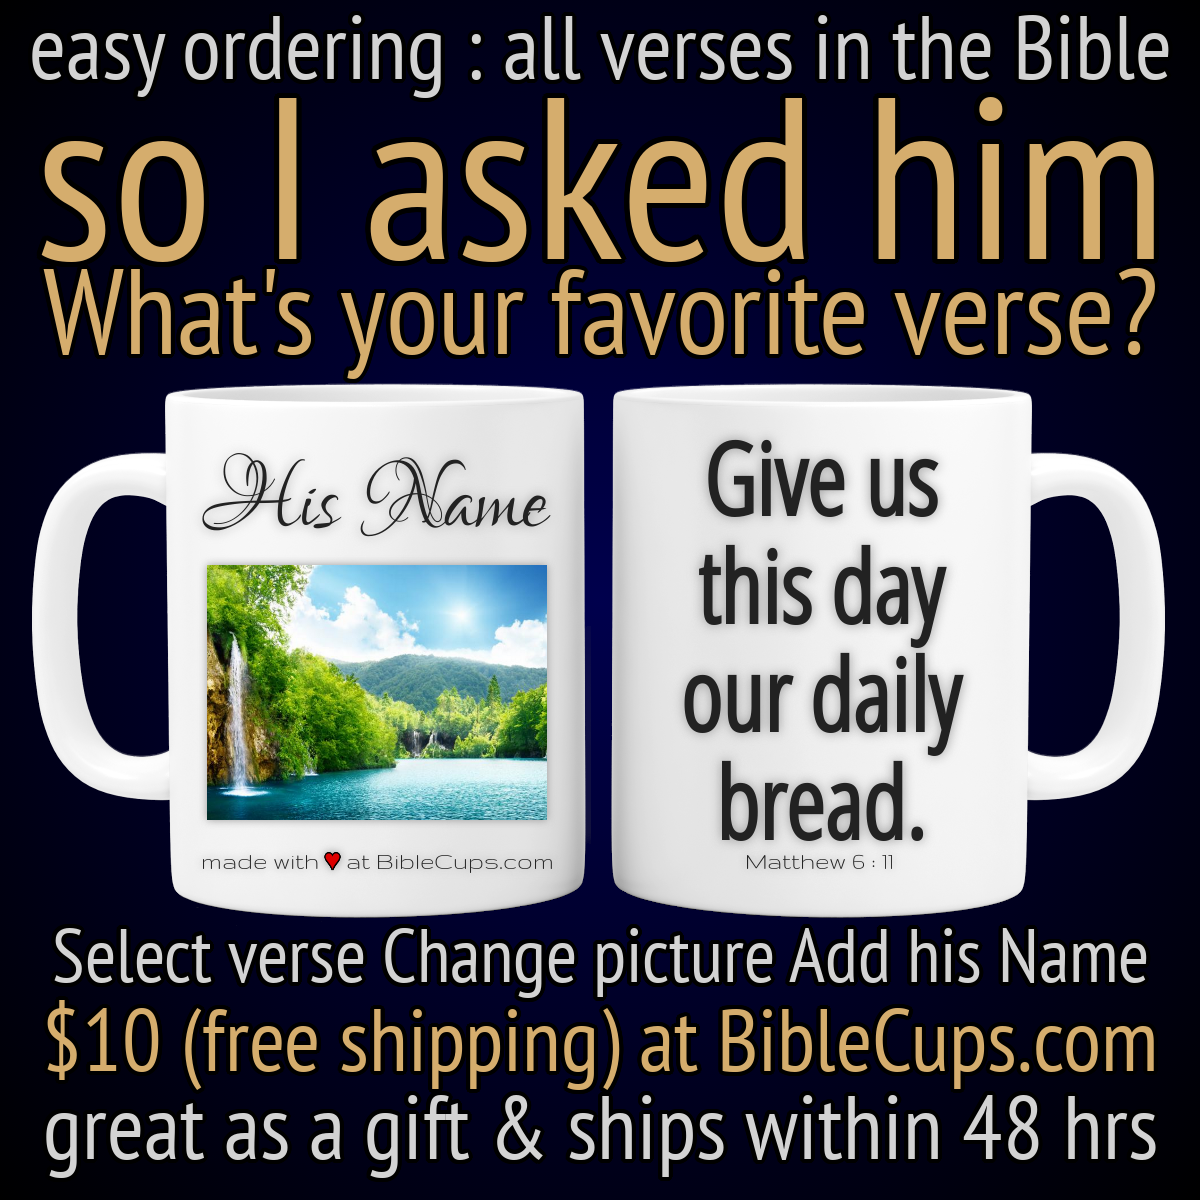 easy ordering : all verses in the Bible
so I asked him
What's your favorite verse?
His Name
made with ♥ at BibleCups.com
Give us
this day
our daily
bread.
Matthew 6 : 11
Select verse Change picture Add his Name
$10 (free shipping) at BibleCups.com
great as a gift & ships within 48 hrs